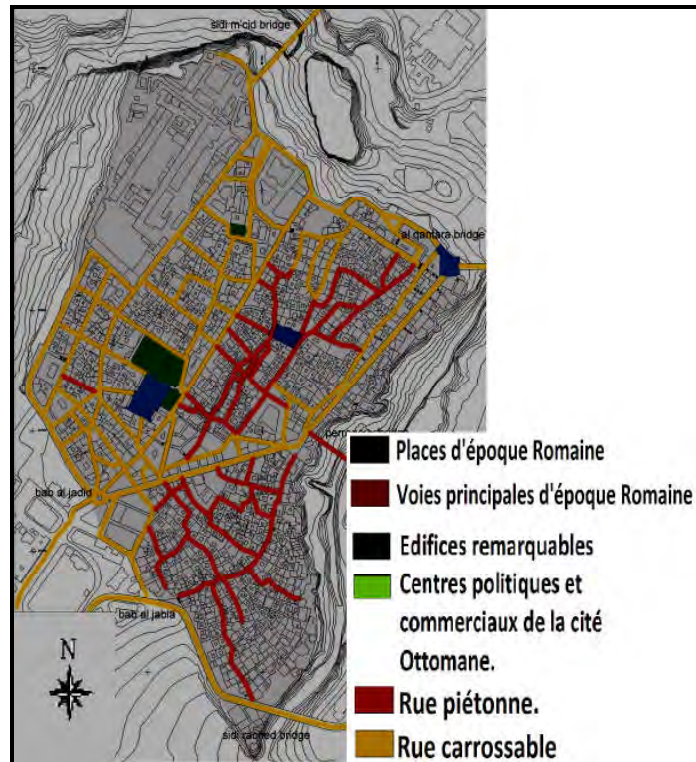 sidi m'cid bridge
al qantara bridge
bab al jadid
bab al jabia
sidi rached bridge
N
Places d'époque Romaine
Voies principales d'époque Romaine
Edifices remarquables
Centres politiques et
commerciaux de la cité
Ottomane.
Rue piétonne.
Rue carrossable